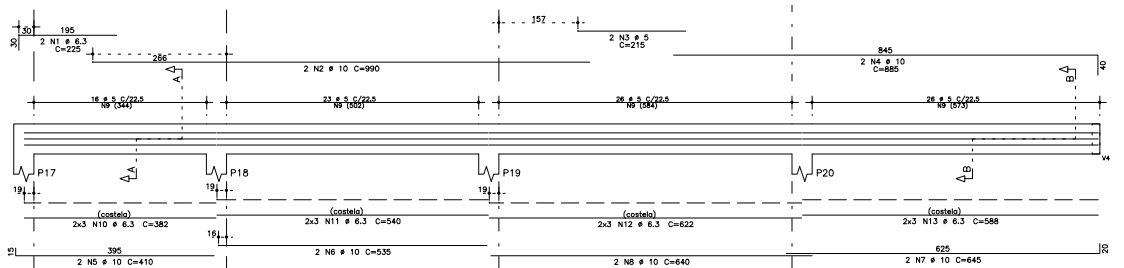 30
195
30
2 N1 ø 6.3
C=225
266
2 N2 ø 10 C=990
157
2 N3 ø 5
C=215
845
2 N4 ø 10
C=885
40
A
B
16 ø 5 C/22.5
N9 (344)
23 ø 5 C/22.5
N9 (502)
26 ø 5 C/22.5
N9 (584)
26 ø 5 C/22.5
N9 (573)
V4
P17
A
P18
P19
P20
B
19
19
19
(costela)
2x3 N10 ø 6.3 C=382
(costela)
2x3 N11 ø 6.3 C=540
(costela)
2x3 N12 ø 6.3 C=622
(costela)
2x3 N13 ø 6.3 C=588
16
15
395
2 N5 ø 10 C=410
2 N6 ø 10 C=535
2 N8 ø 10 C=640
625
2 N7 ø 10 C=645
20